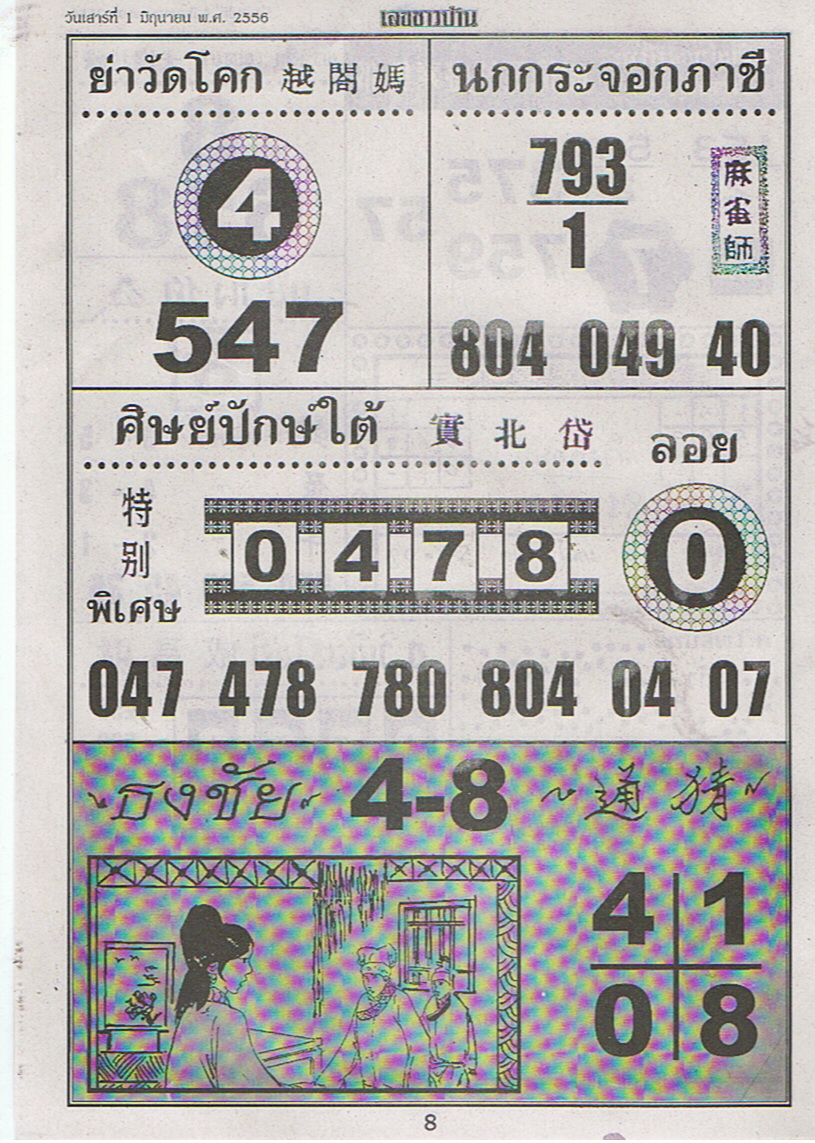 วันเสาร์ที่ 1 มิถุนายน พ.ศ. 2556
เลขชาวบ้าน
ย่าวัดโคก 越閣媽
4
547
นกกระจอกภาชี
793
1
麻雀師
804 049 40
ศิษย์ปักษ์ใต้ 實北岱
ลอย
特别
พิเศษ
0 4 7 8
0
047 478 780 804 04 07
ธงชัย 4-8 通猜
4 1
0 8
8